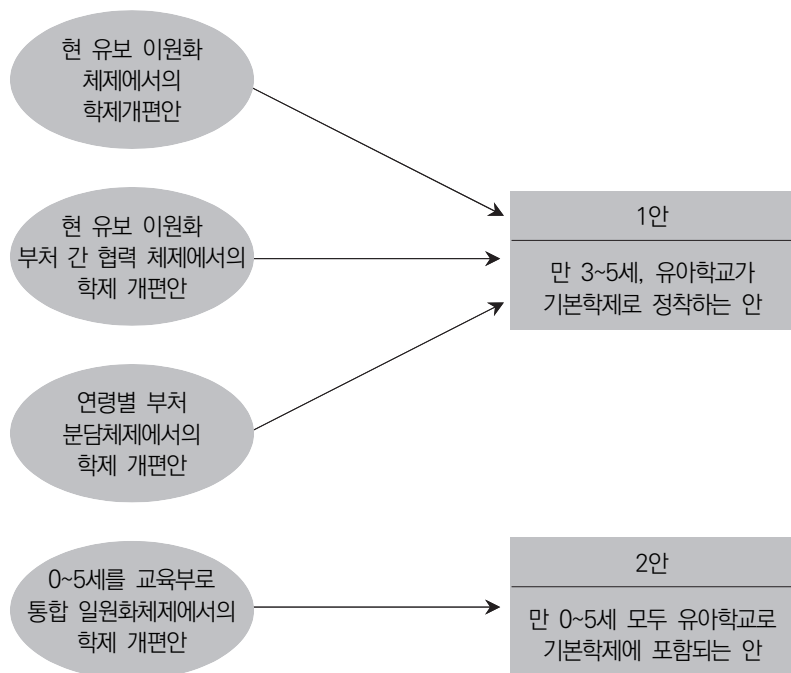 현 유보 이원화
체제에서의
학제개편안
현 유보 이원화
부처 간 협력 체제에서의
학제 개편안
연령별 부처
분담체제에서의
학제 개편안
0~5세를 교육부로
통합 일원화체제에서의
학제 개편안
1안
만 3~5세, 유아학교가
기본학제로 정착하는 안
2안
만 0~5세 모두 유아학교로
기본학제에 포함되는 안